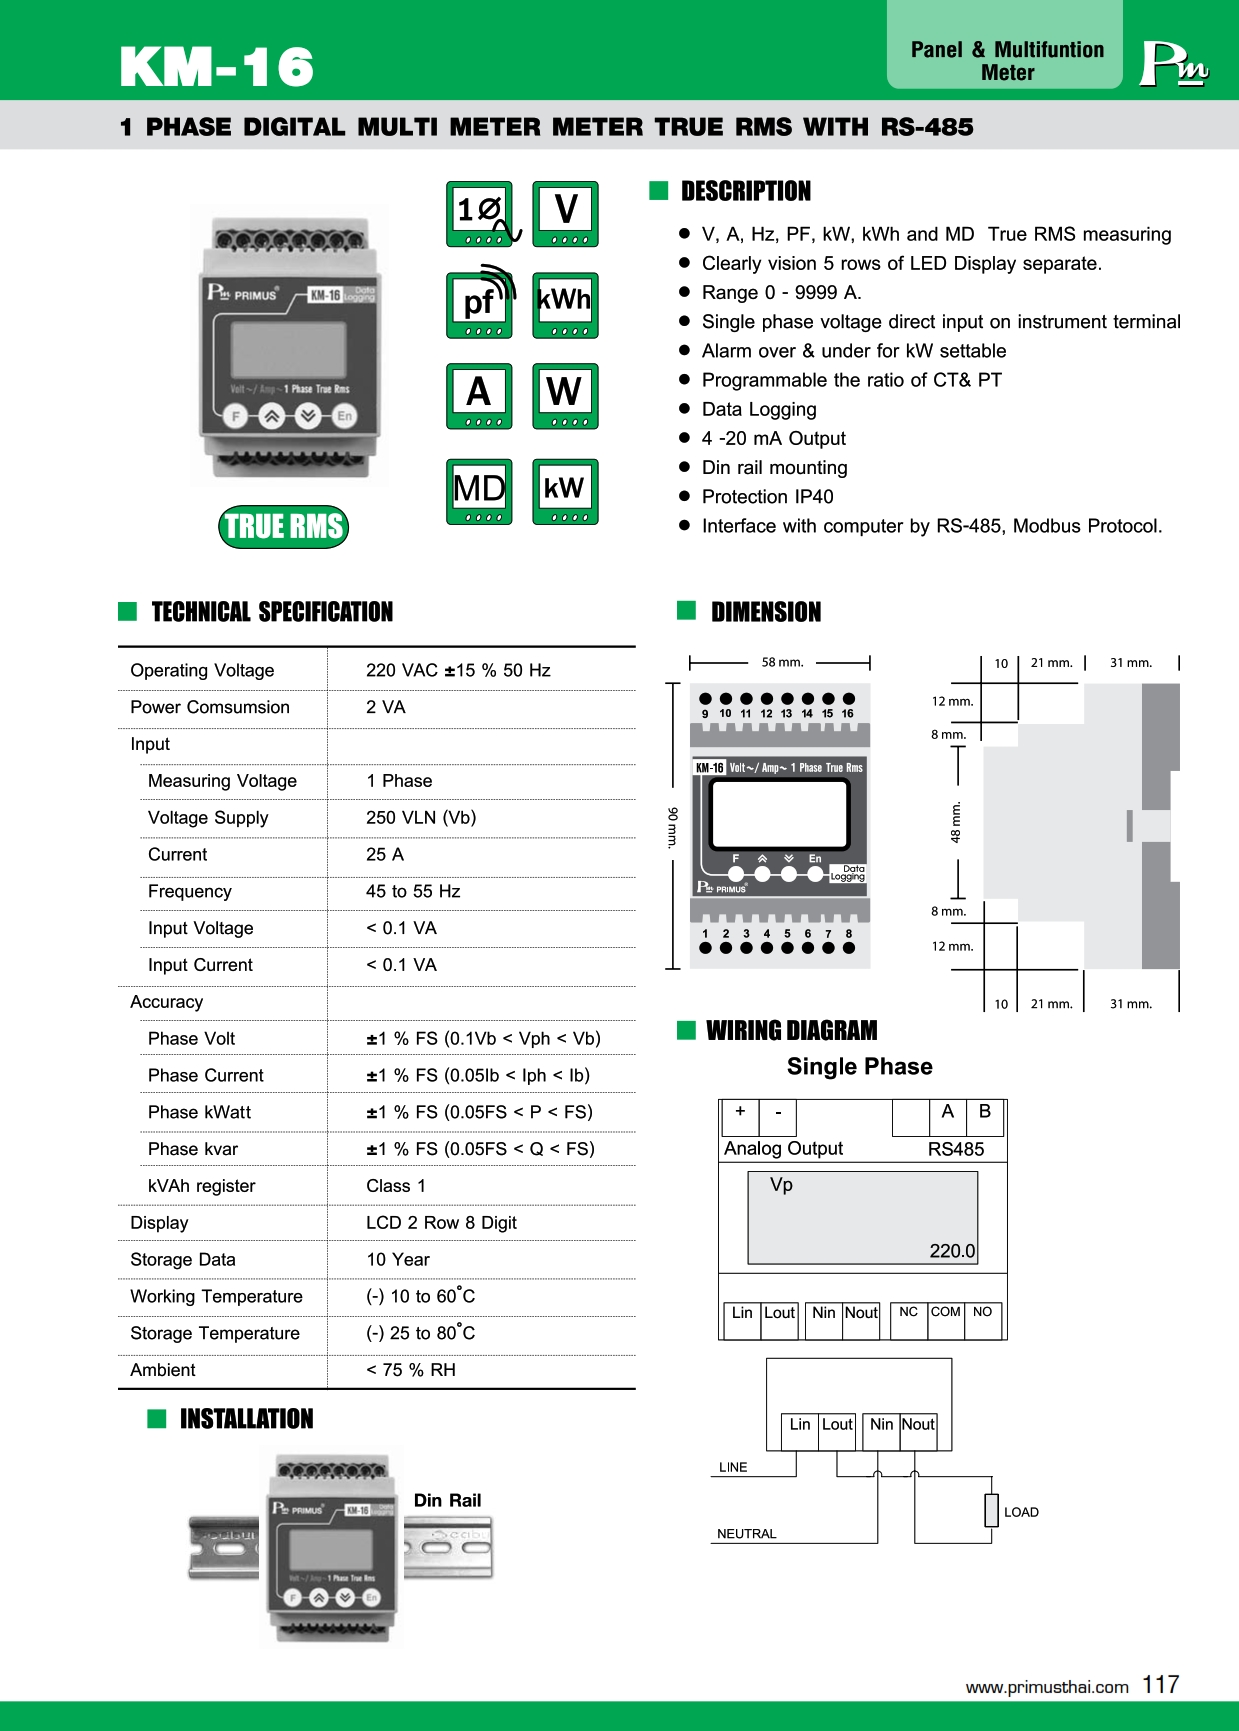 KM-16
Panel & Multifuntion
Meter
Pm
1 PHASE DIGITAL MULTI METER METER TRUE RMS WITH RS-485
PRIMUS
KM-16
Data
Logging
Volt ~/ Amp ~ 1 Phase True Rms
F
En
TRUE RMS
1Ø
V
pf
kWh
A
W
MD
kW
DESCRIPTION
● V, A, Hz, PF, kW, kWh and MD True RMS measuring
● Clearly vision 5 rows of LED Display separate.
● Range 0 - 9999 A.
● Single phase voltage direct input on instrument terminal
● Alarm over & under for kW settable
● Programmable the ratio of CT& PT
● Data Logging
● 4 -20 mA Output
● Din rail mounting
● Protection IP40
● Interface with computer by RS-485, Modbus Protocol.
TECHNICAL SPECIFICATION
Operating Voltage 220 VAC ±15 % 50 Hz
Power Comsumsion 2 VA
Input
Measuring Voltage 1 Phase
Voltage Supply 250 VLN (Vb)
Current 25 A
Frequency 45 to 55 Hz
Input Voltage < 0.1 VA
Input Current < 0.1 VA
Accuracy
Phase Volt ±1 % FS (0.1Vb < Vph < Vb)
Phase Current ±1 % FS (0.05Ib < Iph < Ib)
Phase kWatt ±1 % FS (0.05FS < P < FS)
Phase kvar ±1 % FS (0.05FS < Q < FS)
kVAh register Class 1
Display LCD 2 Row 8 Digit
Storage Data 10 Year
Working Temperature (-) 10 to 60°C
Storage Temperature (-) 25 to 80°C
Ambient < 75 % RH
DIMENSION
58 mm.
90 mm.
9 10 11 12 13 14 15 16
KM-16 Volt ~/ Amp~ 1 Phase True Rms
F En
Data
Logging
Pm PRIMUS
1 2 3 4 5 6 7 8
10 21 mm. 31 mm.
12 mm.
8 mm.
48 mm.
8 mm.
12 mm.
10 21 mm. 31 mm.
WIRING DIAGRAM
Single Phase
+ - A B
Analog Output RS485
Vp
220.0
Lin Lout Nin Nout NC COM NO
Lin Lout Nin Nout
LINE
LOAD
NEUTRAL
INSTALLATION
Din Rail
Pm PRIMUS
KM-16
1 Phase True Rms
F
En
www.primusthai.com 117